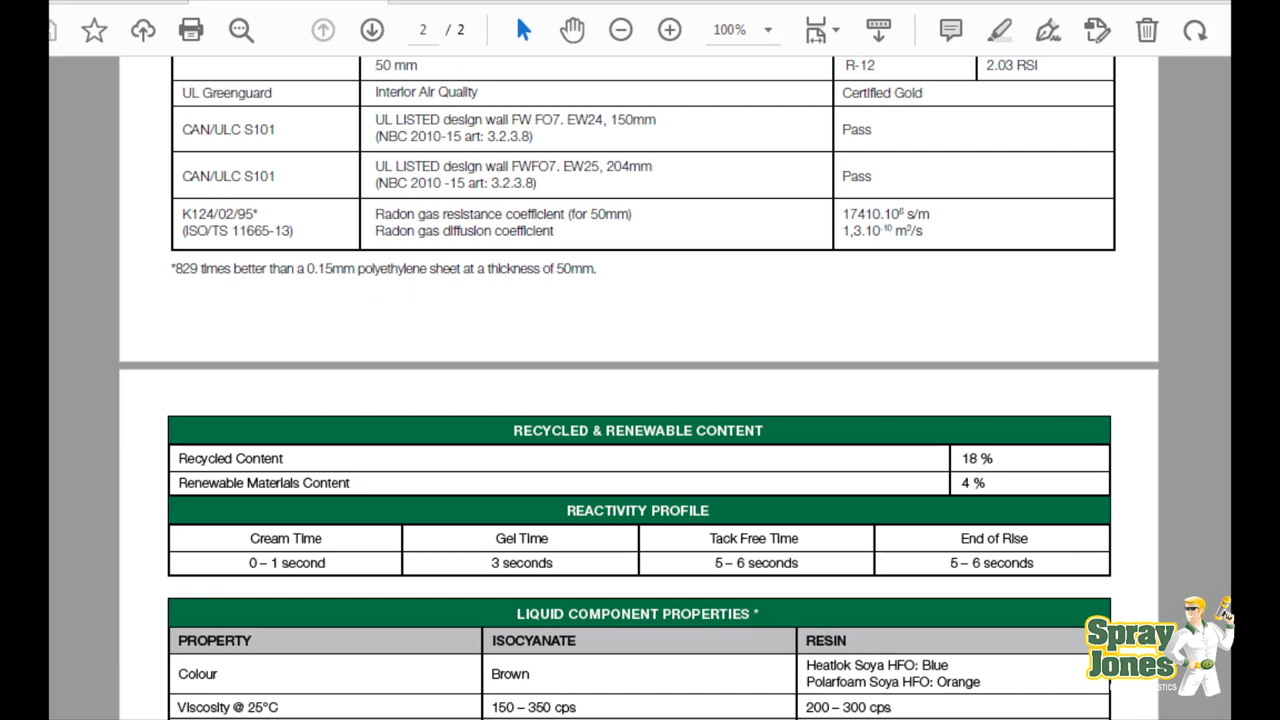 2 / 2
100%
50 mm
R-12
2.03 RSI
UL Greenguard
Interior Air Quality
Certified Gold
CAN/ULC S101
UL LISTED design wall FW FO7. EW24, 150mm
(NBC 2010-15 art: 3.2.3.8)
Pass
CAN/ULC S101
UL LISTED design wall FWFO7. EW25, 204mm
(NBC 2010 -15 art: 3.2.3.8)
Pass
K124/02/95*
(ISO/TS 11665-13)
Radon gas resistance coefficient (for 50mm)
Radon gas diffusion coefficient
17410.10⁶ s/m
1,3.10⁻¹⁰ m²/s
*829 times better than a 0.15mm polyethylene sheet at a thickness of 50mm.
RECYCLED & RENEWABLE CONTENT
Recycled Content
18 %
Renewable Materials Content
4 %
REACTIVITY PROFILE
Cream Time
Gel Time
Tack Free Time
End of Rise
0 – 1 second
3 seconds
5 – 6 seconds
5 – 6 seconds
LIQUID COMPONENT PROPERTIES *
PROPERTY
ISOCYANATE
RESIN
Colour
Brown
Heatlok Soya HFO: Blue
Polarfoam Soya HFO: Orange
Viscosity @ 25°C
150 – 350 cps
200 – 300 cps
Spray
Jones